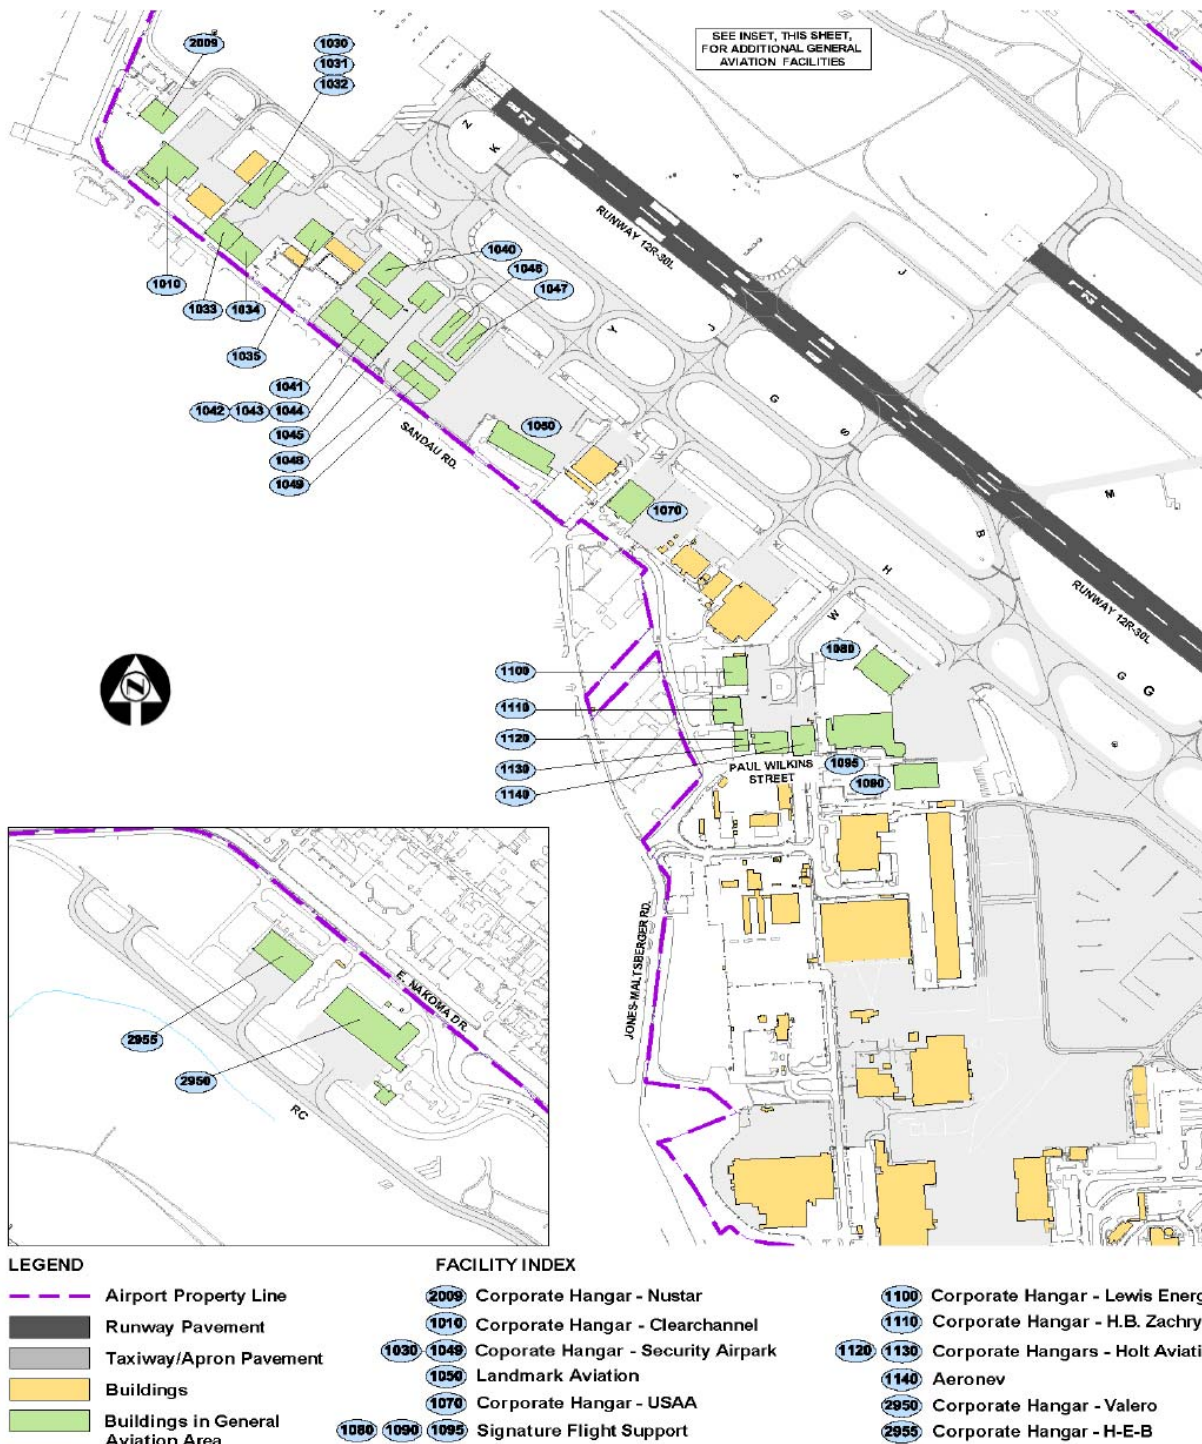 SEE INSET, THIS SHEET,
FOR ADDITIONAL GENERAL
AVIATION FACILITIES
2009
1030
1031
1032
Z
K
RUNWAY 12R-30L
J
1040
1046
1047
1010
1033
1034
1035
Y
J
1041
1042
1043
1044
1045
1048
1049
G
S
SANDAU RD.
1050
1070
M
B
H
W
RUNWAY 12R-30L
G
G
N
1080
1100
1110
1120
1130
1140
PAUL WILKINS
STREET
1095
1090
JONES-MALTSBERGER RD.
E. NAKOMA DR.
2955
2950
RC
LEGEND
Airport Property Line
Runway Pavement
Taxiway/Apron Pavement
Buildings
Buildings in General
Aviation Area
FACILITY INDEX
2009 Corporate Hangar - Nustar
1010 Corporate Hangar - Clearchannel
1030 - 1049 Coporate Hangar - Security Airpark
1050 Landmark Aviation
1070 Corporate Hangar - USAA
1080 1090 1095 Signature Flight Support
1100 Corporate Hangar - Lewis Energ
1110 Corporate Hangar - H.B. Zachry
1120 1130 Corporate Hangars - Holt Aviati
1140 Aeronev
2950 Corporate Hangar - Valero
2955 Corporate Hangar - H-E-B